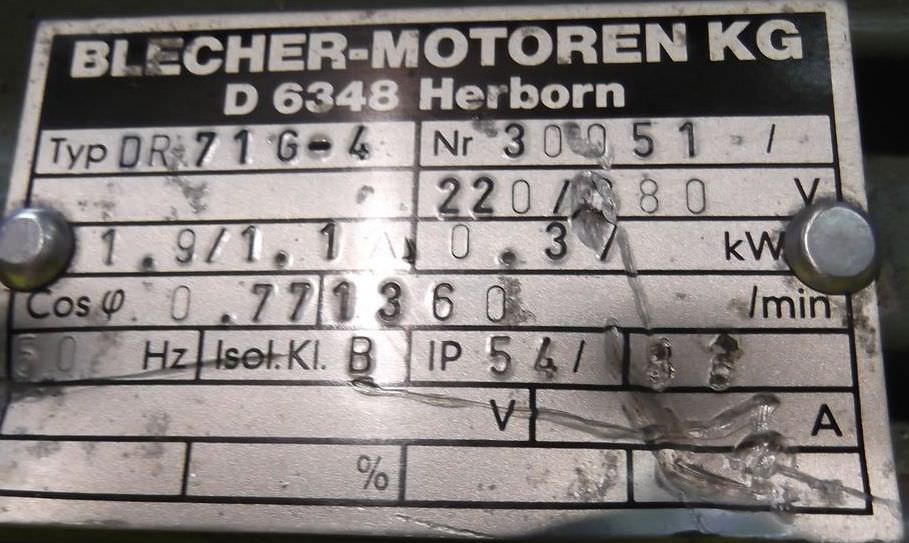 BLECHER-MOTOREN KG
D 6348 Herborn
Typ DR 71 G-4 Nr 30051 /
220/380 V
1.9/1.1 A 0.37 kW
Cos φ 0.77 1360 /min
50 Hz Isol.Kl. B IP 54/
V A
%